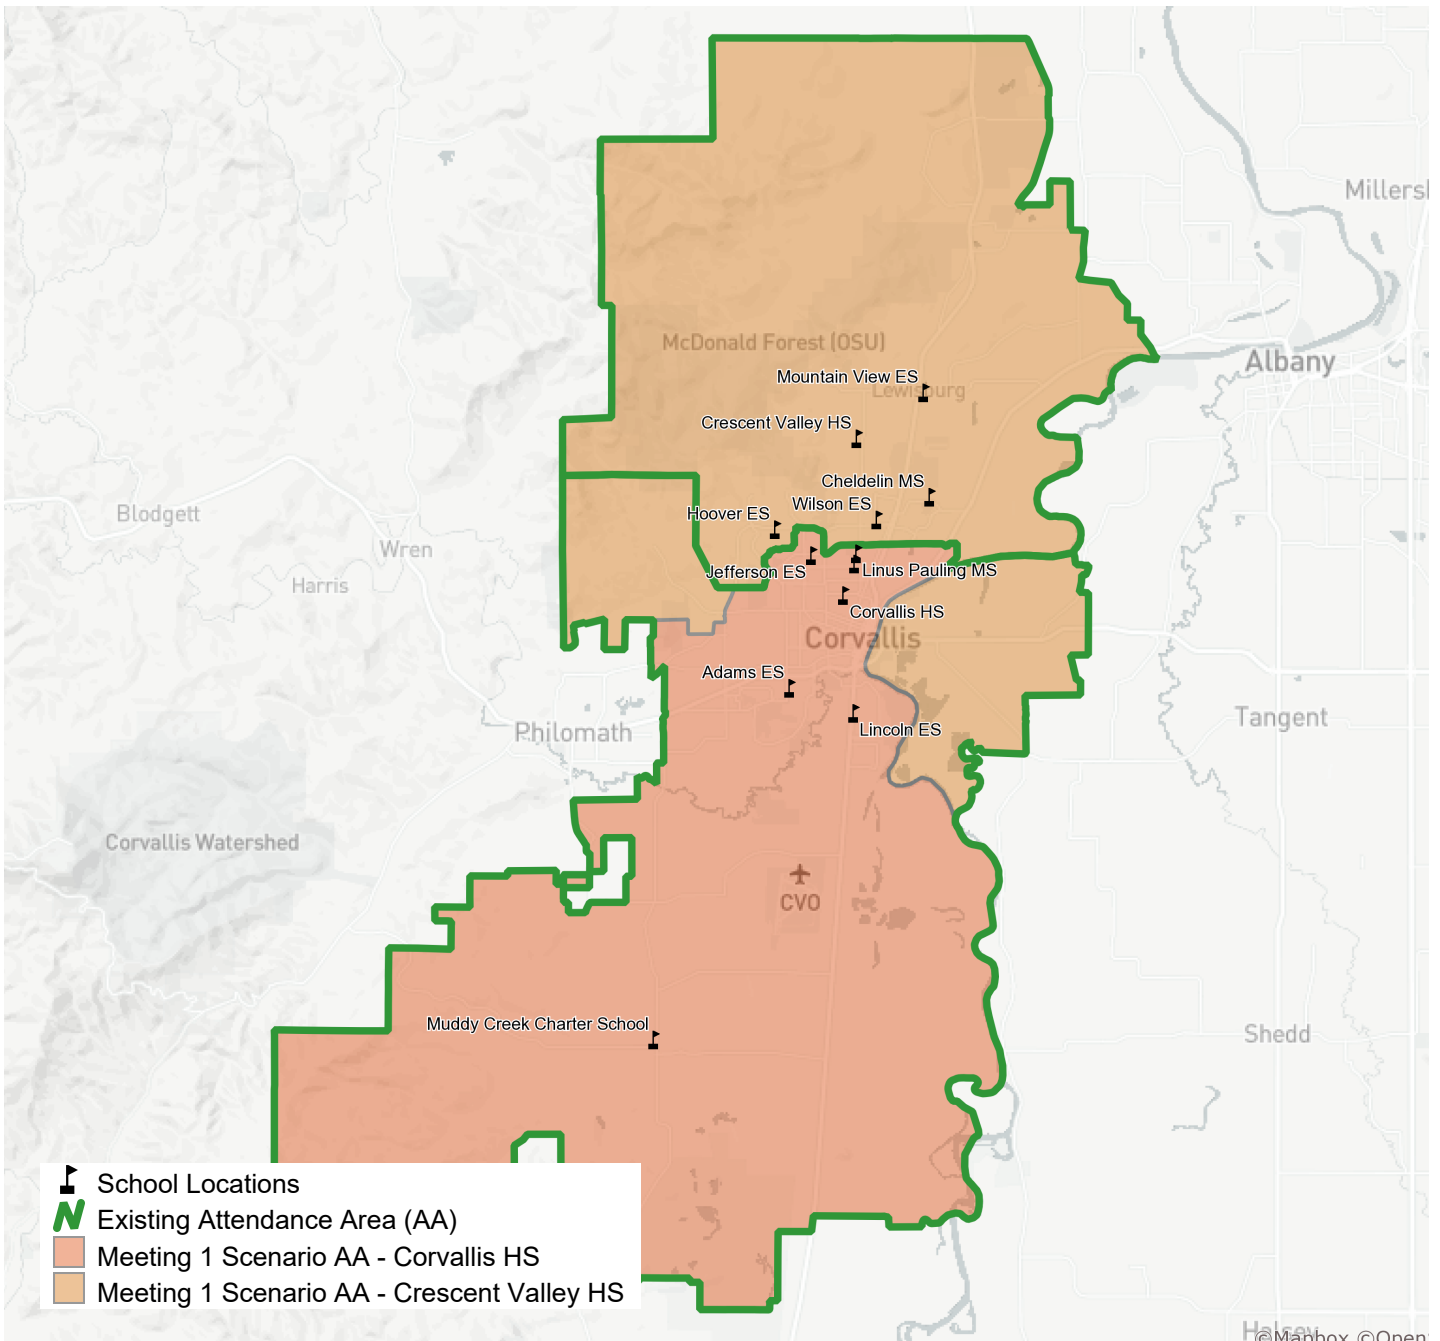 Millersb
McDonald Forest (OSU)
Albany
Mountain View ES
Lewisburg
Crescent Valley HS
Cheldelin MS
Wilson ES
Hoover ES
Blodgett
Wren
Harris
Jefferson ES
Linus Pauling MS
Corvallis HS
Corvallis
Adams ES
Lincoln ES
Philomath
Tangent
Corvallis Watershed
CVO
Muddy Creek Charter School
Shedd
School Locations
Existing Attendance Area (AA)
Meeting 1 Scenario AA - Corvallis HS
Meeting 1 Scenario AA - Crescent Valley HS
Halsey
©Mapbox ©Open